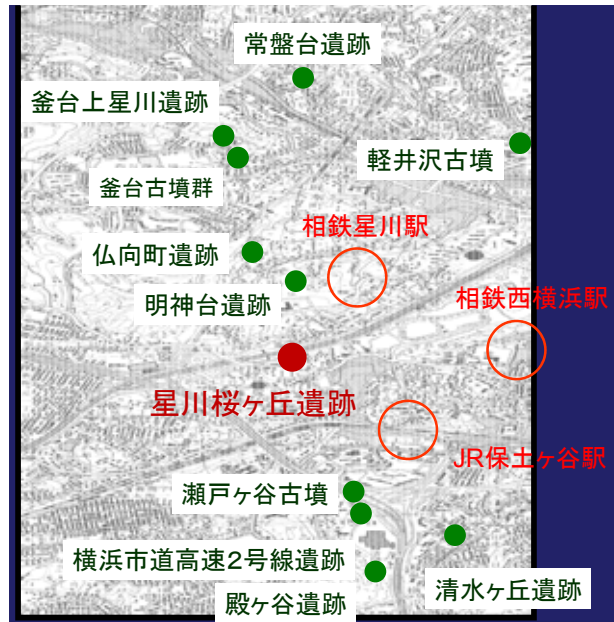 常盤台遺跡
釜台上星川遺跡
軽井沢古墳
釜台古墳群
相鉄星川駅
仏向町遺跡
相鉄西横浜駅
明神台遺跡
星川桜ヶ丘遺跡
JR保土ヶ谷駅
瀬戸ヶ谷古墳
横浜市道高速2号線遺跡
清水ヶ丘遺跡
殿ヶ谷遺跡